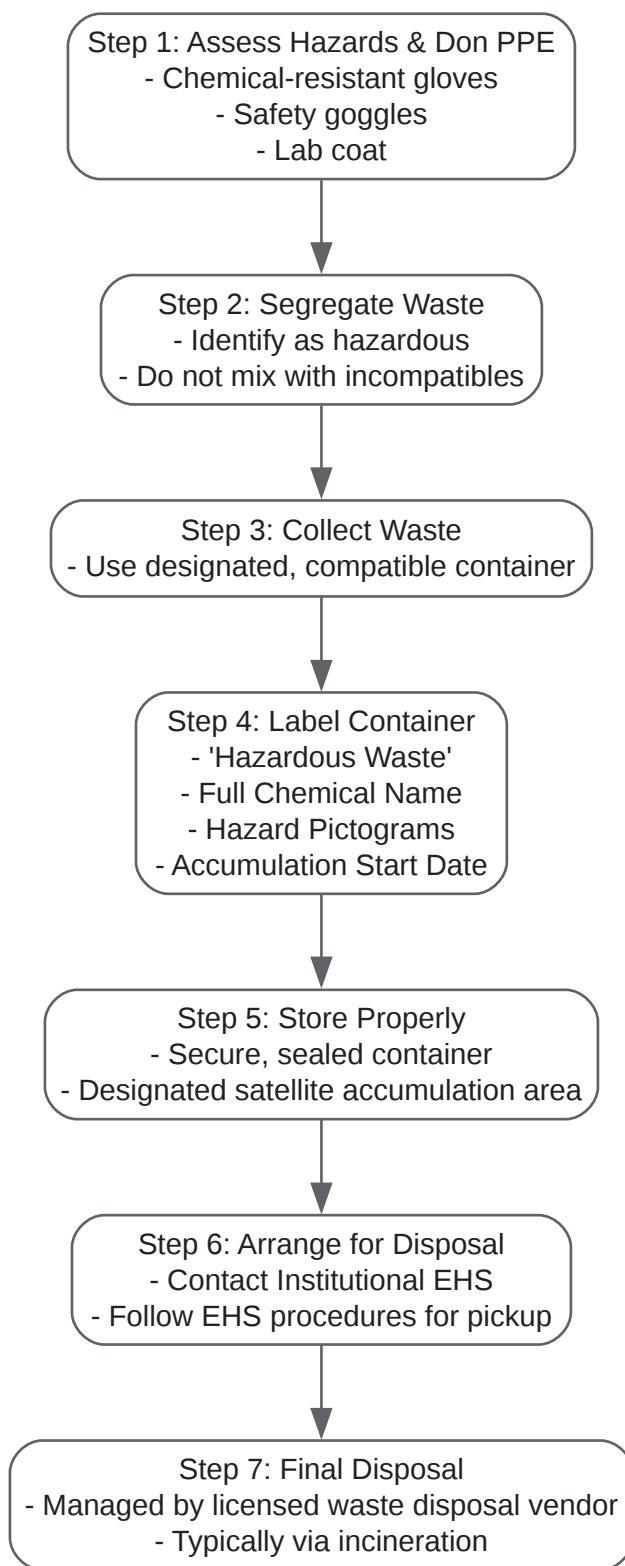 Step 1: Assess Hazards & Don PPE
- Chemical-resistant gloves
- Safety goggles
- Lab coat
Step 2: Segregate Waste
- Identify as hazardous
- Do not mix with incompatibles
Step 3: Collect Waste
- Use designated, compatible container
Step 4: Label Container
- 'Hazardous Waste'
- Full Chemical Name
- Hazard Pictograms
- Accumulation Start Date
Step 5: Store Properly
- Secure, sealed container
- Designated satellite accumulation area
Step 6: Arrange for Disposal
- Contact Institutional EHS
- Follow EHS procedures for pickup
Step 7: Final Disposal
- Managed by licensed waste disposal vendor
- Typically via incineration